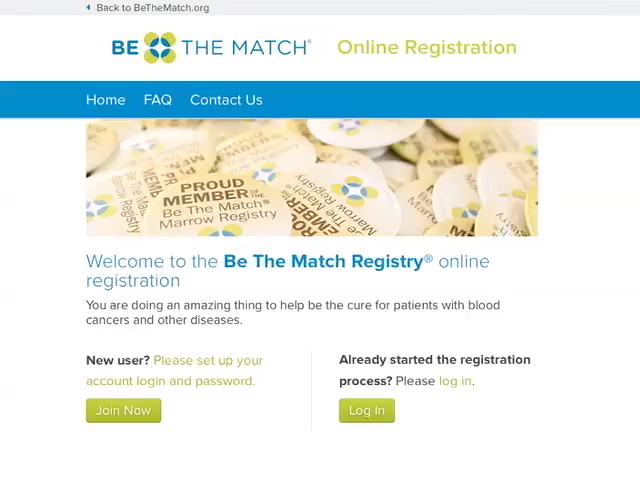 Back to BeTheMatch.org
BE THE MATCH® Online Registration
Home FAQ Contact Us
PROUD
MEMBER OF THE
Be The Match®
Marrow Registry
Welcome to the Be The Match Registry® online
registration
You are doing an amazing thing to help be the cure for patients with blood
cancers and other diseases.
New user? Please set up your
account login and password.
Join Now
Already started the registration
process? Please log in.
Log In